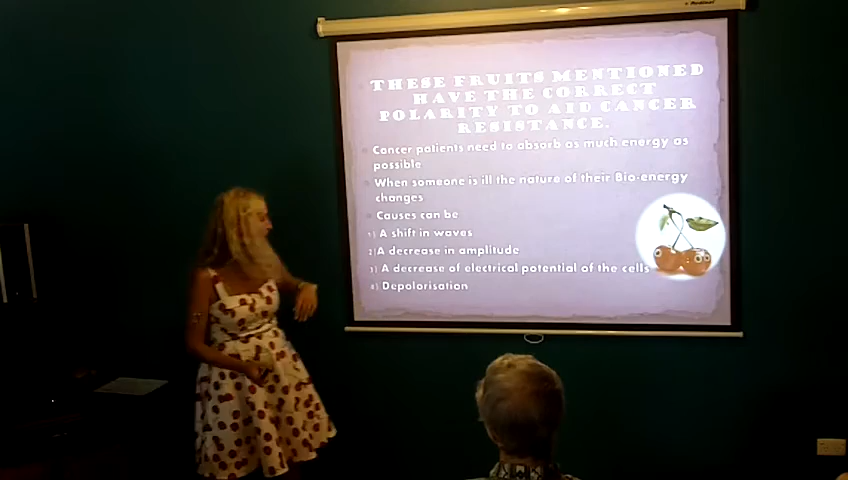 Medinal
THESE FRUITS MENTIONED
HAVE THE CORRECT
POLARITY TO AID CANCER
RESISTANCE.
Cancer patients need to absorb as much energy as
possible
When someone is ill the nature of their Bio-energy
changes
Causes can be
1) A shift in waves
2) A decrease in amplitude
3) A decrease of electrical potential of the cells
4) Depolorisation